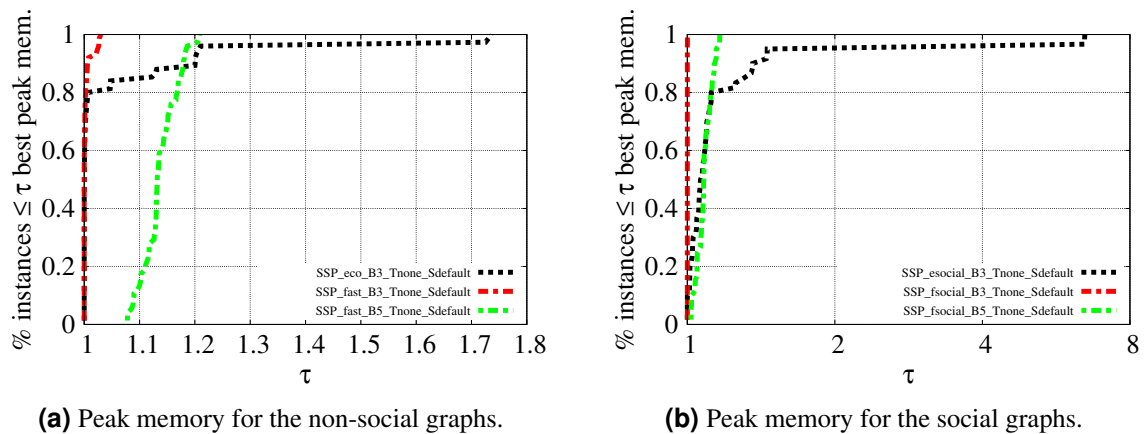 % instances ≤ τ best peak mem.
1
0.8
0.6
0.4
0.2
0
SSP_eco_B3_Tnone_Sdefault
SSP_fast_B3_Tnone_Sdefault
SSP_fast_B5_Tnone_Sdefault
1 1.1 1.2 1.3 1.4 1.5 1.6 1.7 1.8
τ
(a) Peak memory for the non-social graphs.
% instances ≤ τ best peak mem.
1
0.8
0.6
0.4
0.2
0
SSP_esocial_B3_Tnone_Sdefault
SSP_fsocial_B3_Tnone_Sdefault
SSP_fsocial_B5_Tnone_Sdefault
1 2 4 8
τ
(b) Peak memory for the social graphs.